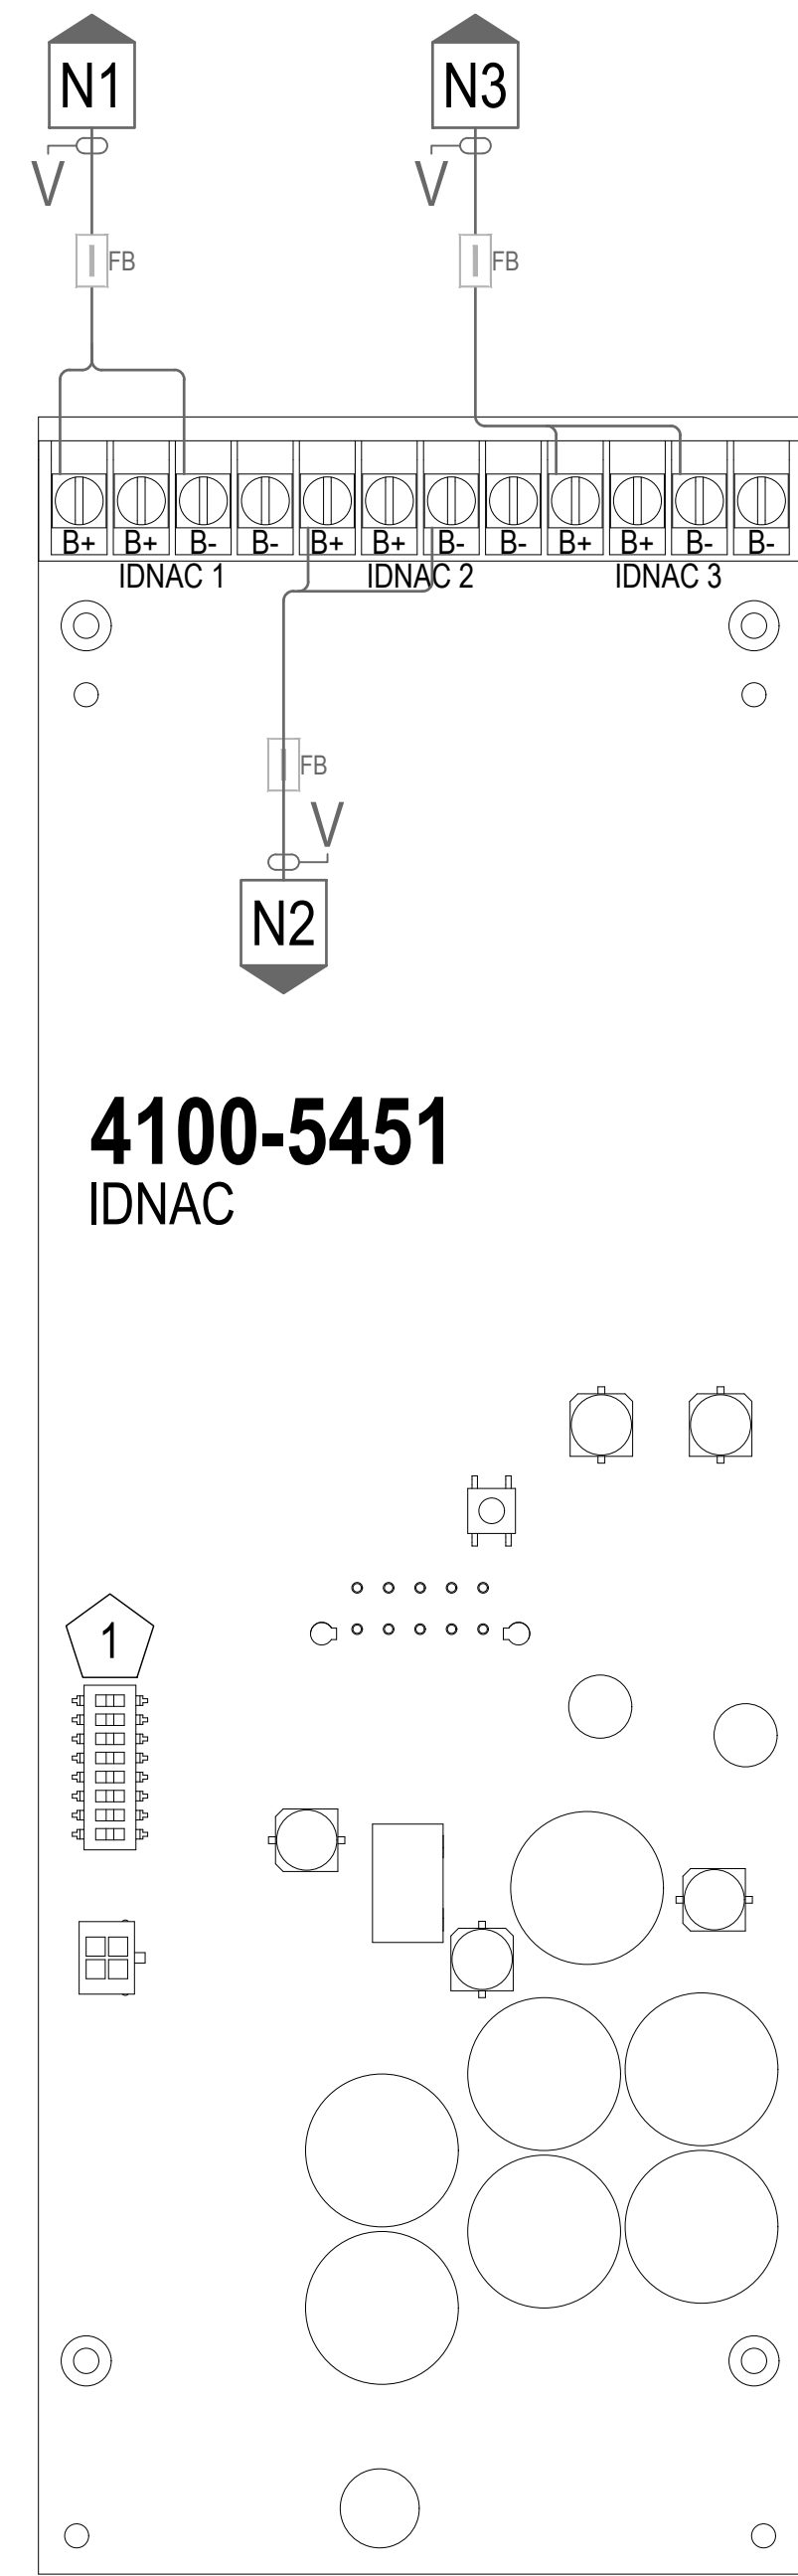 N1 N3
V V
FB FB
B+ B+ B- B- B+ B+ B- B- B+ B+ B- B-
IDNAC 1 IDNAC 2 IDNAC 3
FB
V
N2
4100-5451
IDNAC
1